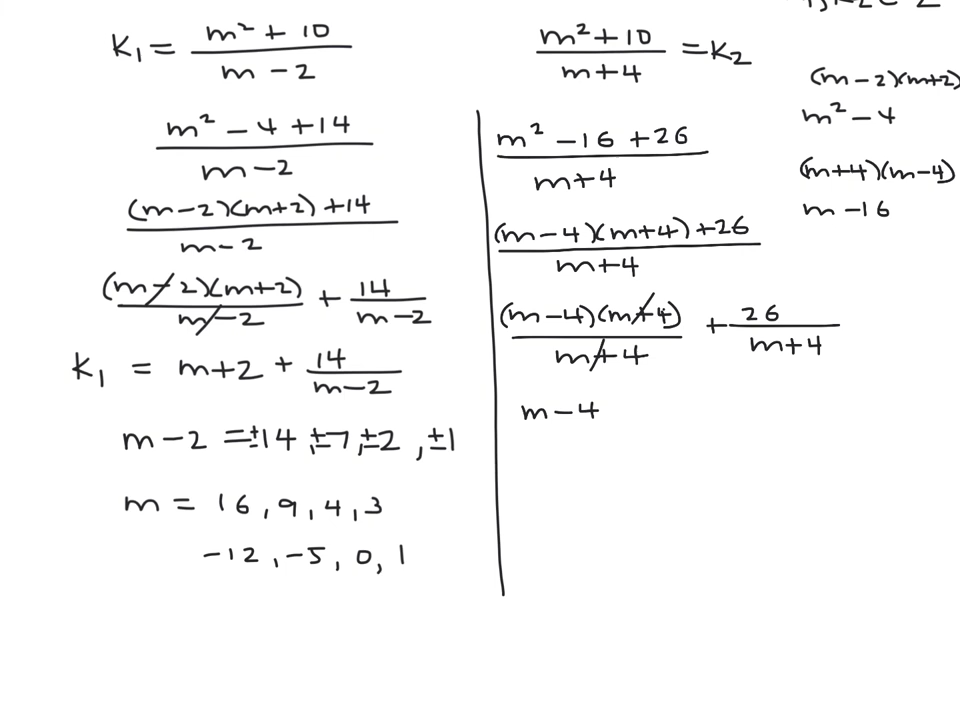 K₁ = (m² + 10)/(m - 2)
(m² - 4 + 14)/(m - 2)
((m-2)(m+2) + 14)/(m - 2)
(m-2)(m+2)/(m-2) + 14/(m-2)
K₁ = m+2 + 14/(m-2)
m - 2 = ±14, ±7, ±2, ±1
m = 16, 9, 4, 3
-12, -5, 0, 1
(m² + 10)/(m+4) = K₂
(m² - 16 + 26)/(m+4)
((m-4)(m+4) + 26)/(m+4)
(m-4)(m+4)/(m+4) + 26/(m+4)
m - 4
(m-2)(m+2)
m² - 4
(m+4)(m-4)
m - 16